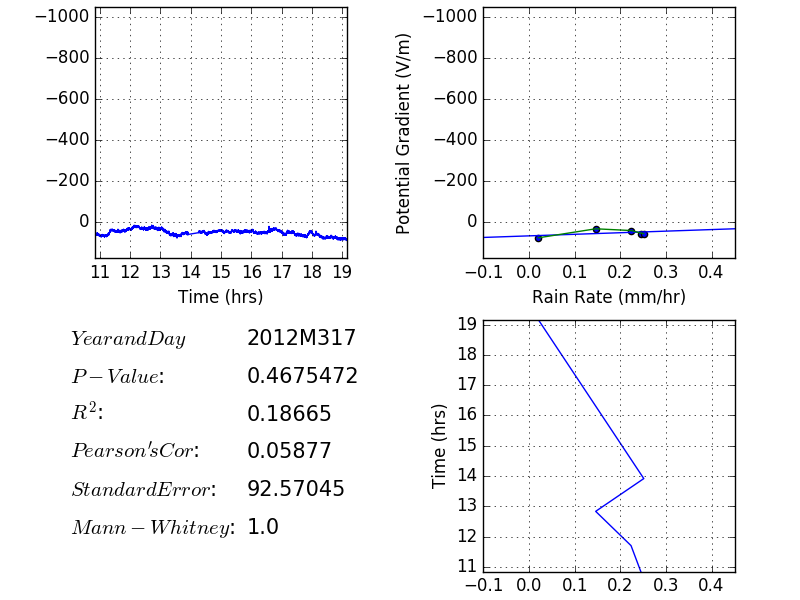 −1000
−800
−600
−400
−200
0
11 12 13 14 15 16 17 18 19
Time (hrs)
Potential Gradient (V/m)
−1000
−800
−600
−400
−200
0
−0.1 0.0 0.1 0.2 0.3 0.4
Rain Rate (mm/hr)
YearandDay 2012M317
P−Value: 0.4675472
R²: 0.18665
Pearson'sCor: 0.05877
StandardError: 92.57045
Mann−Whitney: 1.0
Time (hrs)
19
18
17
16
15
14
13
12
11
−0.1 0.0 0.1 0.2 0.3 0.4